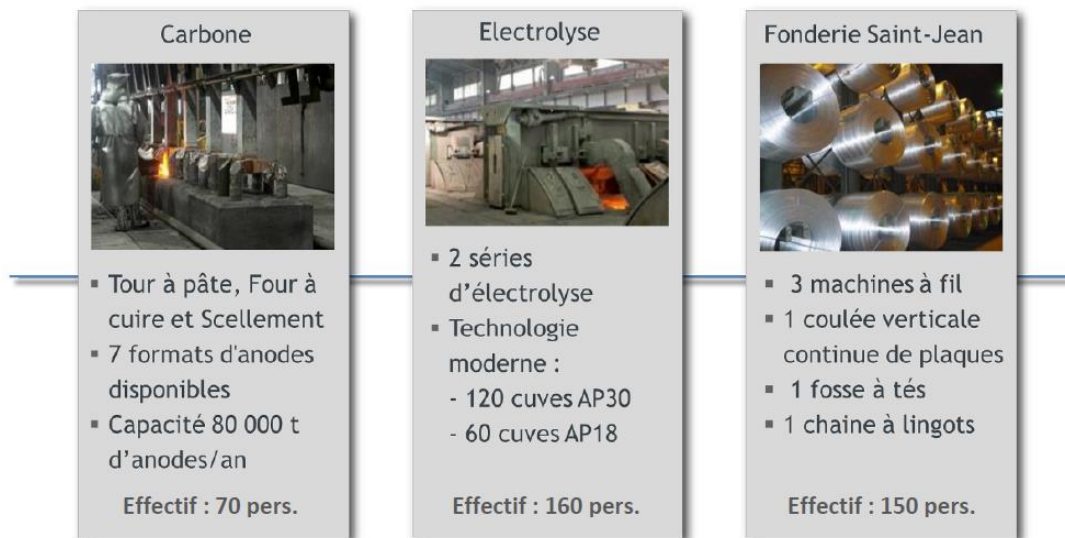 Carbone
▪ Tour à pâte, Four à
cuire et Scellement
▪ 7 formats d'anodes
disponibles
▪ Capacité 80 000 t
d'anodes/an
Effectif : 70 pers.
Electrolyse
▪ 2 séries
d'électrolyse
▪ Technologie
moderne :
- 120 cuves AP30
- 60 cuves AP18
Effectif : 160 pers.
Fonderie Saint-Jean
▪ 3 machines à fil
▪ 1 coulée verticale
continue de plaques
▪ 1 fosse à tés
▪ 1 chaine à lingots
Effectif : 150 pers.